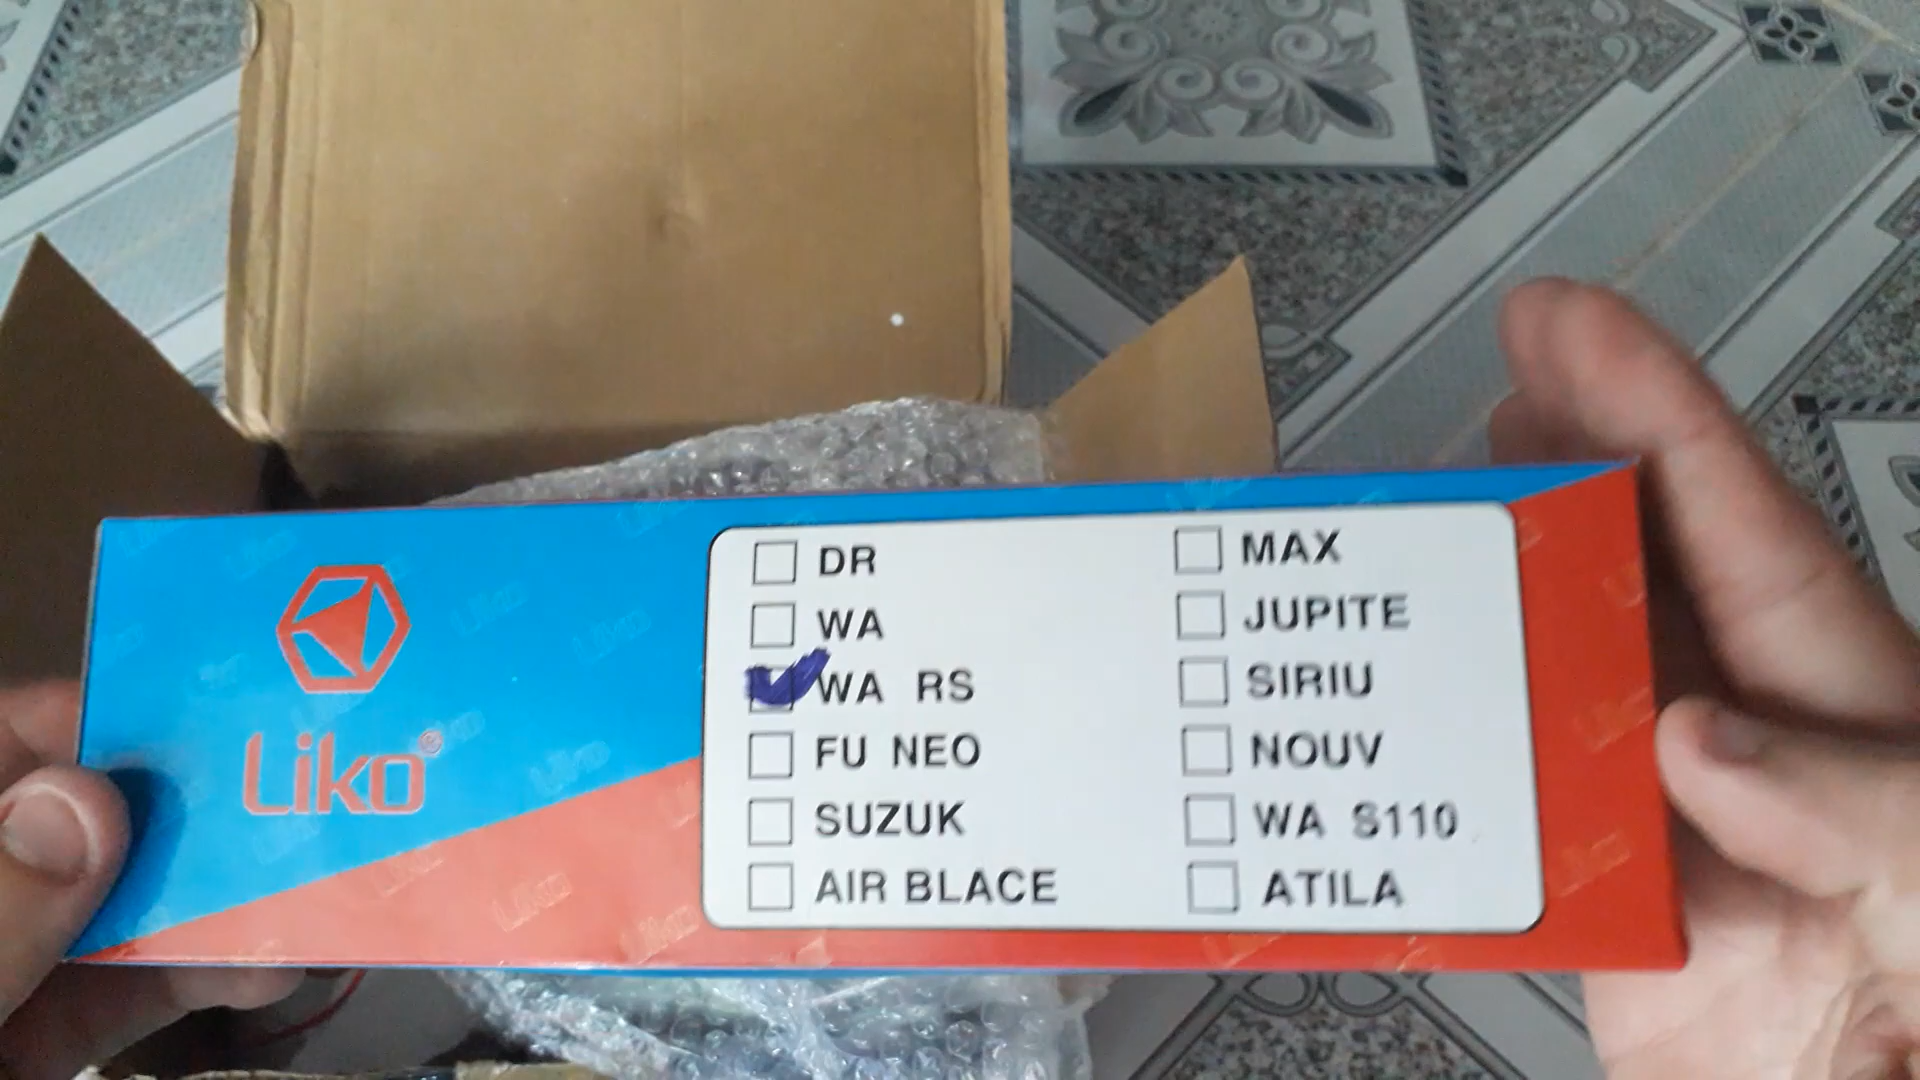 Liko®
DR
WA
WA RS
FU NEO
SUZUK
AIR BLACE
MAX
JUPITE
SIRIU
NOUV
WA S110
ATILA